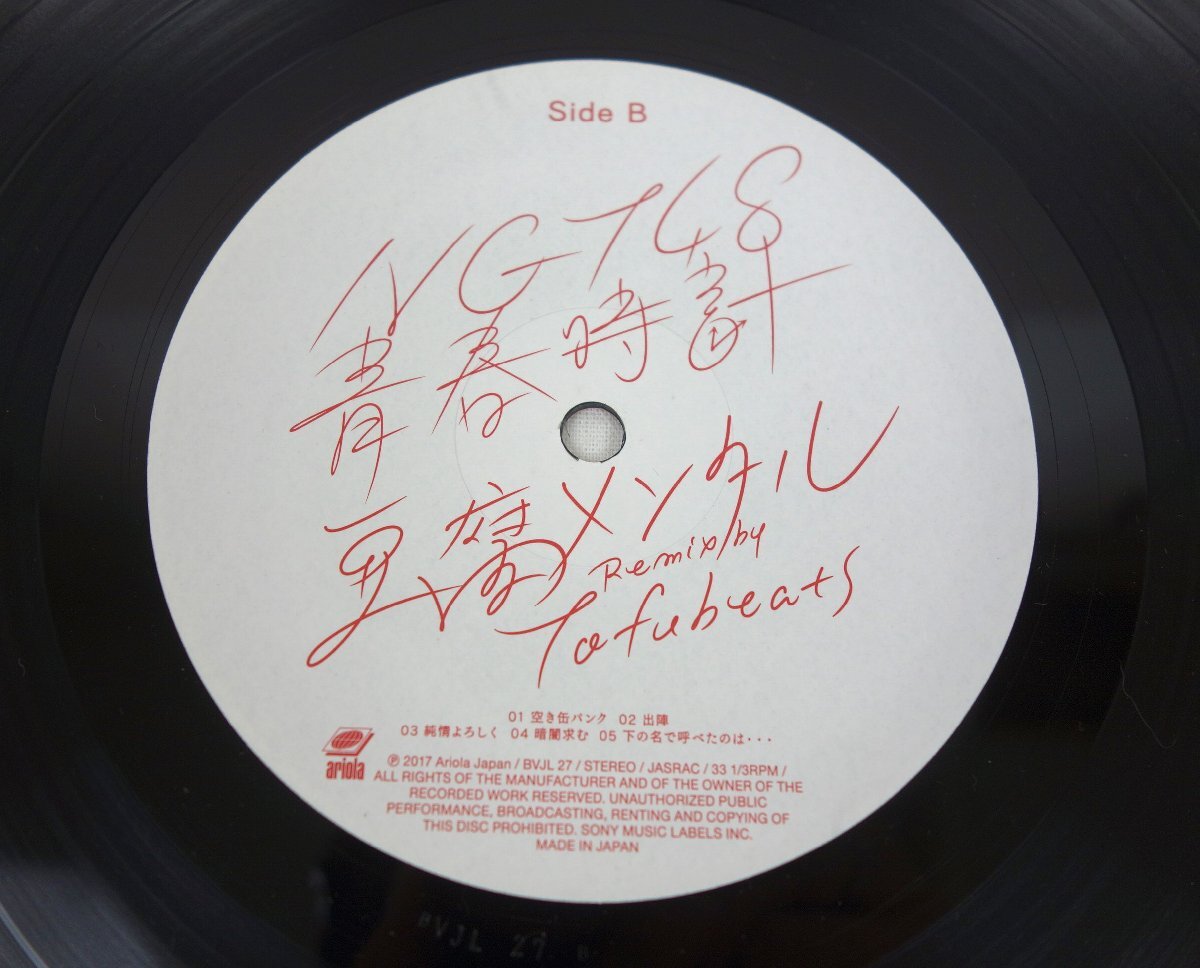 Side B
NGT48
青春時計
豆腐メンタル
Remix by
Tofubeats
01 空き缶パンク 02 出陣
03 純情よろしく 04 暗闇求む 05 下の名で呼べたのは・・・
ariola
℗ 2017 Ariola Japan / BVJL 27 / STEREO / JASRAC / 33 1/3RPM /
ALL RIGHTS OF THE MANUFACTURER AND OF THE OWNER OF THE
RECORDED WORK RESERVED. UNAUTHORIZED PUBLIC
PERFORMANCE, BROADCASTING, RENTING AND COPYING OF
THIS DISC PROHIBITED. SONY MUSIC LABELS INC.
MADE IN JAPAN
BVJL 27 B